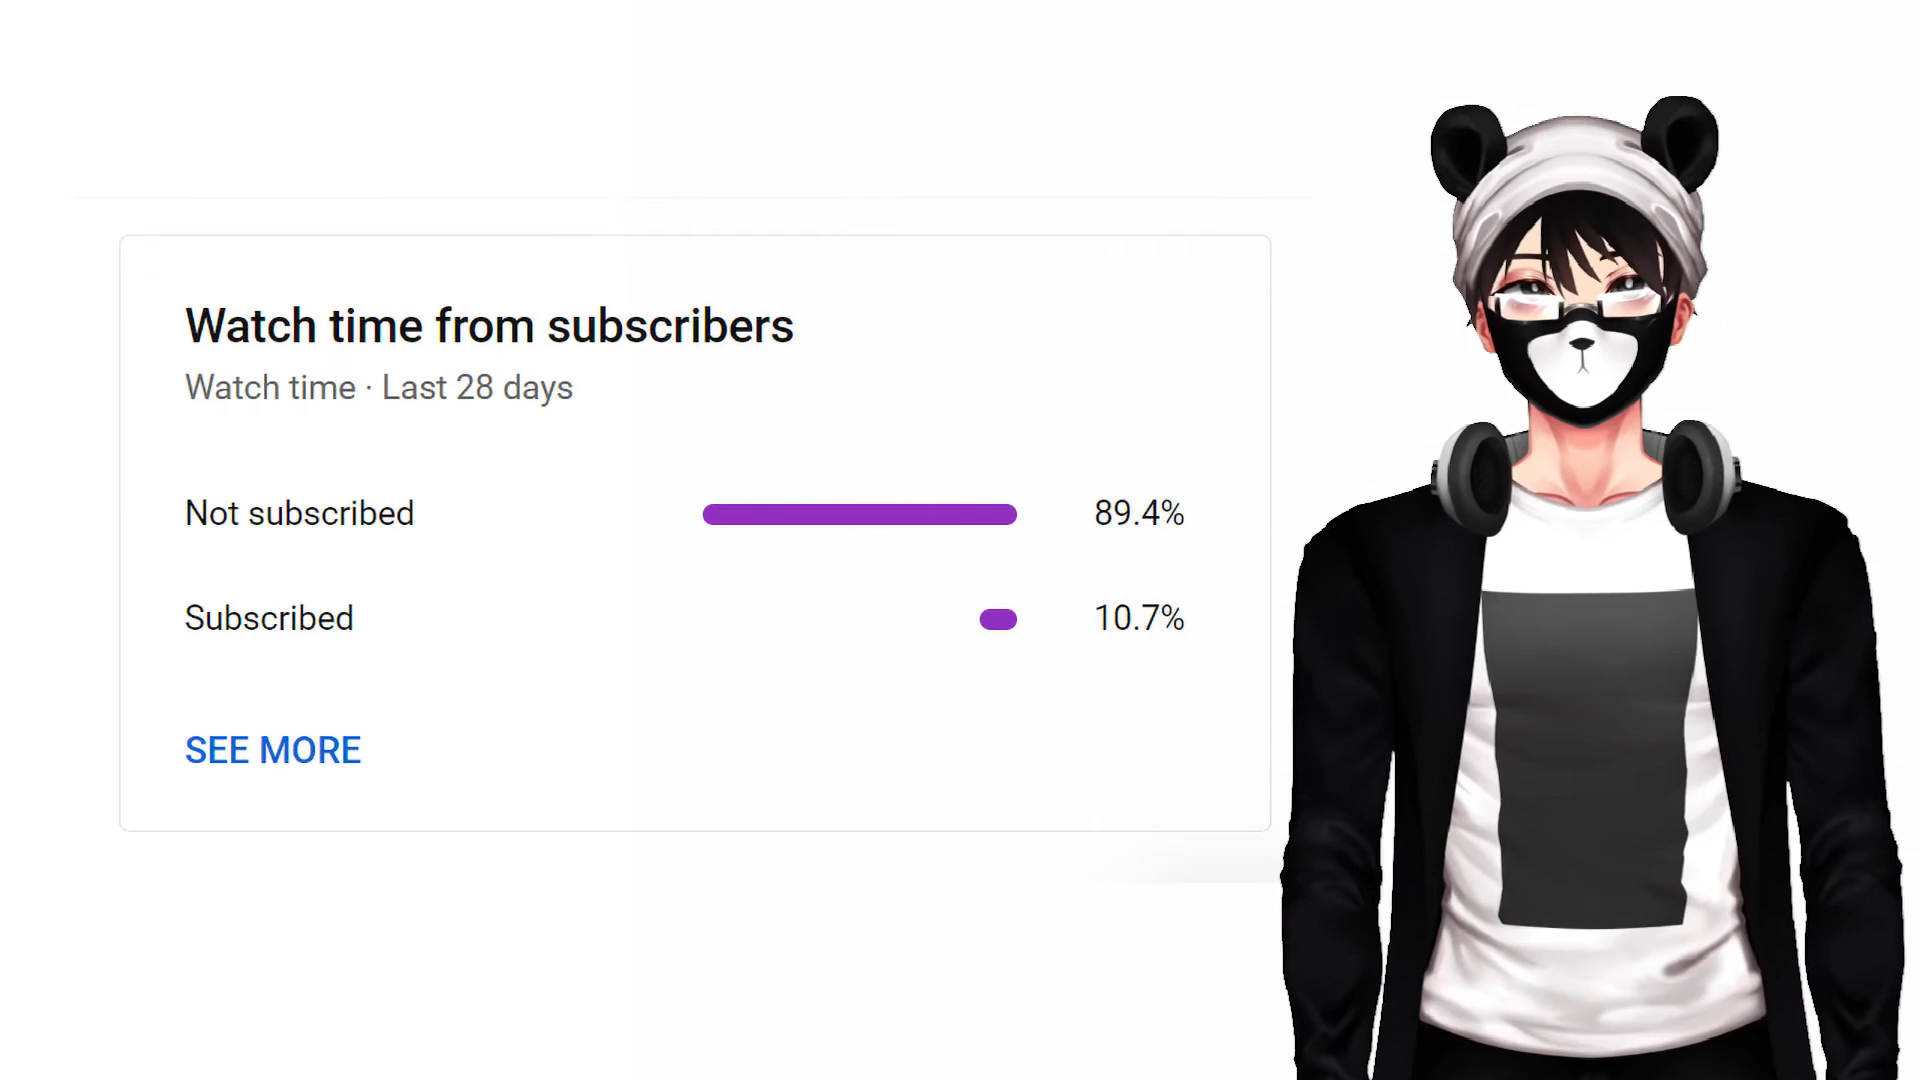 Watch time from subscribers
Watch time · Last 28 days
Not subscribed 89.4%
Subscribed 10.7%
SEE MORE